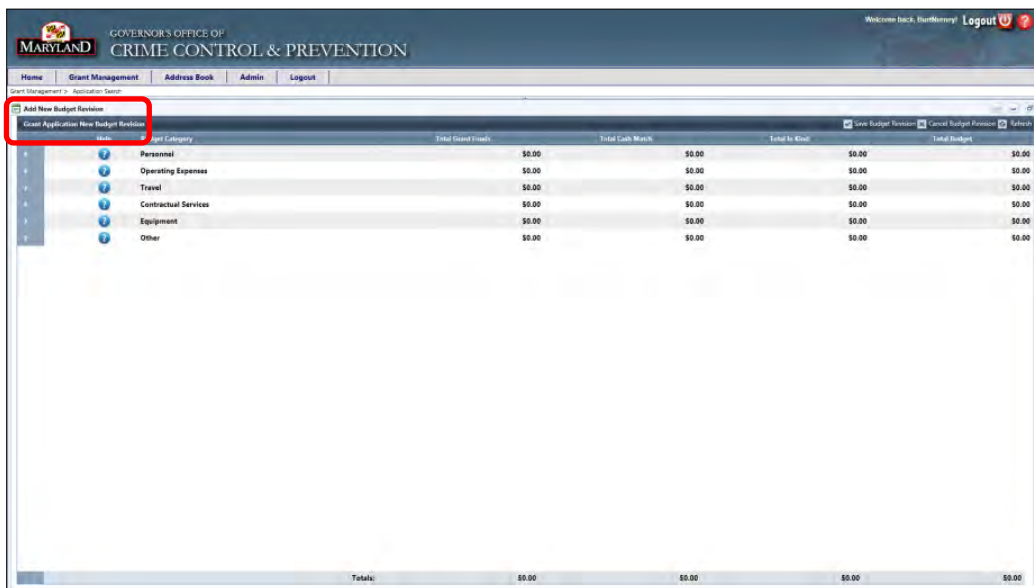 Welcome back, BurtNemey! Logout
MARYLAND
GOVERNOR'S OFFICE OF
CRIME CONTROL & PREVENTION
Home Grant Management Address Book Admin Logout
Grant Management > Application Search
Add New Budget Revision
Grant Application New Budget Revision Save Budget Revision Cancel Budget Revision Refresh
Help Budget Category Total Grant Funds Total Cash Match Total In-Kind Total Budget
Personnel $0.00 $0.00 $0.00 $0.00
Operating Expenses $0.00 $0.00 $0.00 $0.00
Travel $0.00 $0.00 $0.00 $0.00
Contractual Services $0.00 $0.00 $0.00 $0.00
Equipment $0.00 $0.00 $0.00 $0.00
Other $0.00 $0.00 $0.00 $0.00
Totals: $0.00 $0.00 $0.00 $0.00